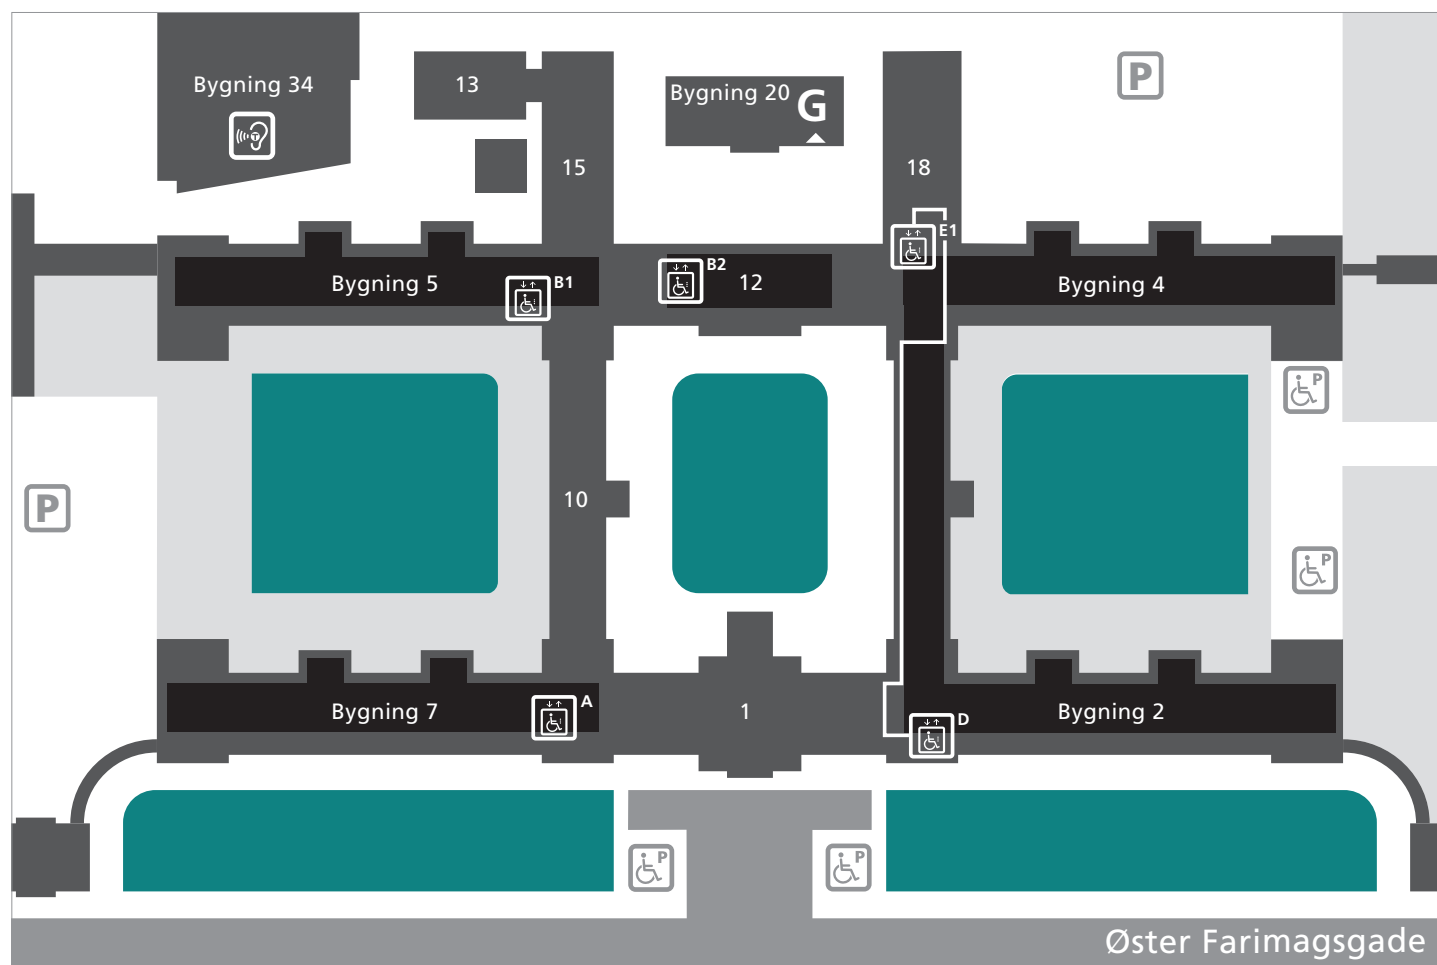 Bygning 34
T
13
Bygning 20
G
P
15
18
E1
Bygning 5
B1
B2
12
Bygning 4
P
P
10
P
Bygning 7
A
1
D
Bygning 2
P
P
Øster Farimagsgade